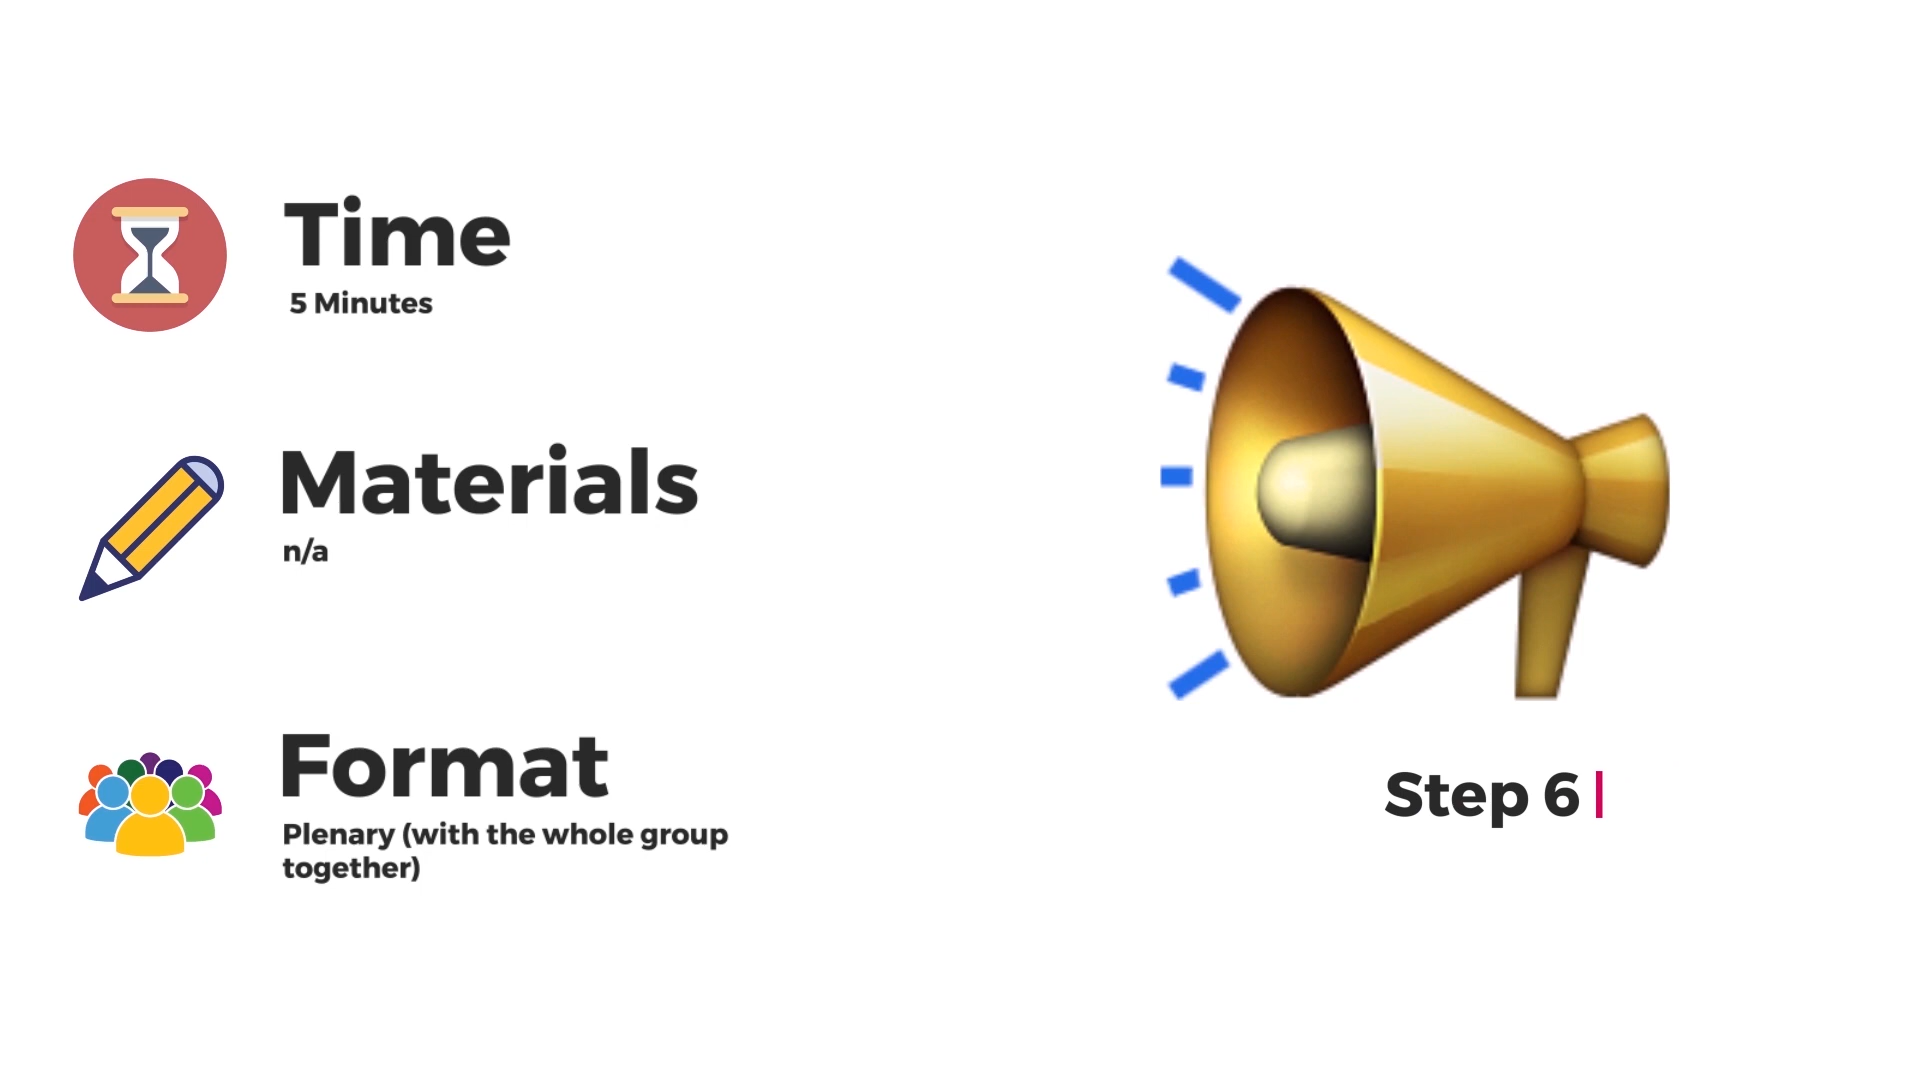 Time
5 Minutes
Materials
n/a
Format
Plenary (with the whole group
together)
Step 6